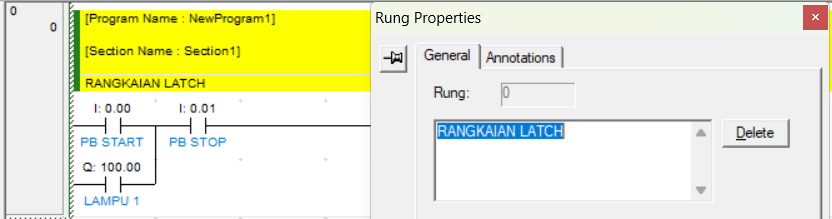 0
0
[Program Name : NewProgram1]
[Section Name : Section1]
RANGKAIAN LATCH
I: 0.00
I: 0.01
PB START
PB STOP
Q: 100.00
LAMPU 1
Rung Properties
General
Annotations
Rung:
0
RANGKAIAN LATCH
Delete